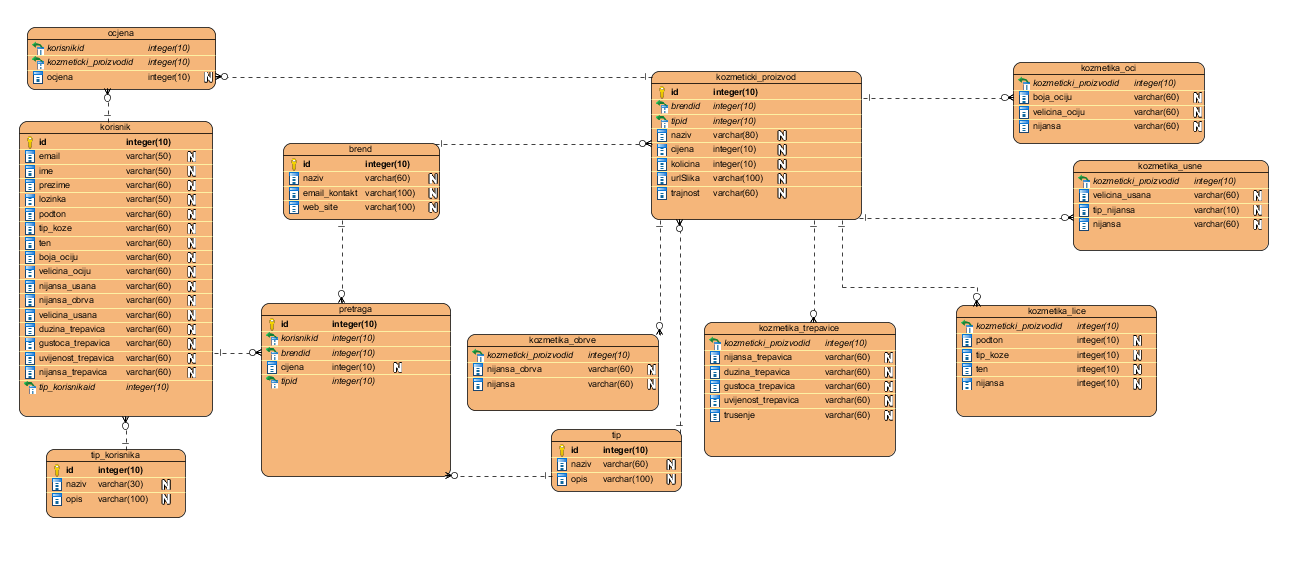 ocjena
korisnikid integer(10)
kozmeticki_proizvodid integer(10)
ocjena integer(10) N
korisnik
id integer(10)
email varchar(50) N
ime varchar(50) N
prezime varchar(60) N
lozinka varchar(50) N
podton varchar(60) N
tip_koze varchar(60) N
ten varchar(60) N
boja_ociju varchar(60) N
velicina_ociju varchar(60) N
nijansa_usana varchar(60) N
nijansa_obrva varchar(60) N
velicina_usana varchar(60) N
duzina_trepavica varchar(60) N
gustoca_trepavica varchar(60) N
uvijenost_trepavica varchar(60) N
nijansa_trepavica varchar(60) N
tip_korisnikaid integer(10)
tip_korisnika
id integer(10)
naziv varchar(30) N
opis varchar(100) N
brend
id integer(10)
naziv varchar(60) N
email_kontakt varchar(100) N
web_site varchar(100) N
pretraga
id integer(10)
korisnikid integer(10)
brendid integer(10)
cijena integer(10) N
tipid integer(10)
kozmeticki_proizvod
id integer(10)
brendid integer(10)
tipid integer(10)
naziv varchar(80) N
cijena integer(10) N
kolicina integer(10) N
urlSlika varchar(100) N
trajnost varchar(60) N
kozmetika_obrve
kozmeticki_proizvodid integer(10)
nijansa_obrva varchar(60) N
nijansa varchar(60) N
tip
id integer(10)
naziv varchar(60) N
opis varchar(100) N
kozmetika_trepavice
kozmeticki_proizvodid integer(10)
nijansa_trepavica varchar(60) N
duzina_trepavica varchar(60) N
gustoca_trepavica varchar(60) N
uvijenost_trepavica varchar(60) N
trusenje varchar(60) N
kozmetika_oci
kozmeticki_proizvodid integer(10)
boja_ociju varchar(60) N
velicina_ociju varchar(60) N
nijansa varchar(60) N
kozmetika_usne
kozmeticki_proizvodid integer(10)
velicina_usana varchar(60) N
tip_nijansa varchar(10) N
nijansa varchar(60) N
kozmetika_lice
kozmeticki_proizvodid integer(10)
podton integer(10) N
tip_koze integer(10) N
ten integer(10) N
nijansa integer(10) N